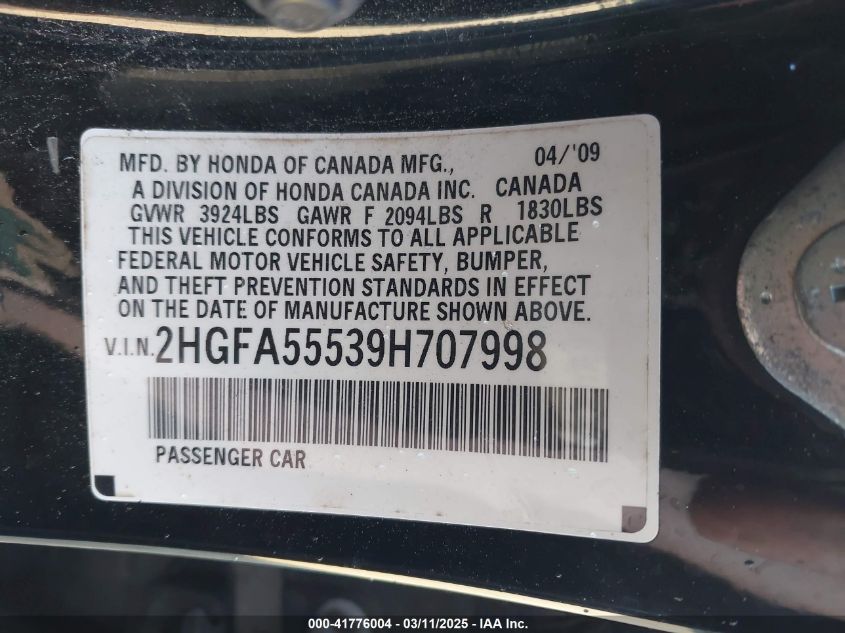 MFD. BY HONDA OF CANADA MFG., 04/'09
A DIVISION OF HONDA CANADA INC. CANADA
GVWR 3924LBS GAWR F 2094LBS R 1830LBS
THIS VEHICLE CONFORMS TO ALL APPLICABLE
FEDERAL MOTOR VEHICLE SAFETY, BUMPER,
AND THEFT PREVENTION STANDARDS IN EFFECT
ON THE DATE OF MANUFACTURE SHOWN ABOVE.
V.I.N. 2HGFA55539H707998
PASSENGER CAR
000-41776004 - 03/11/2025 - IAA Inc.